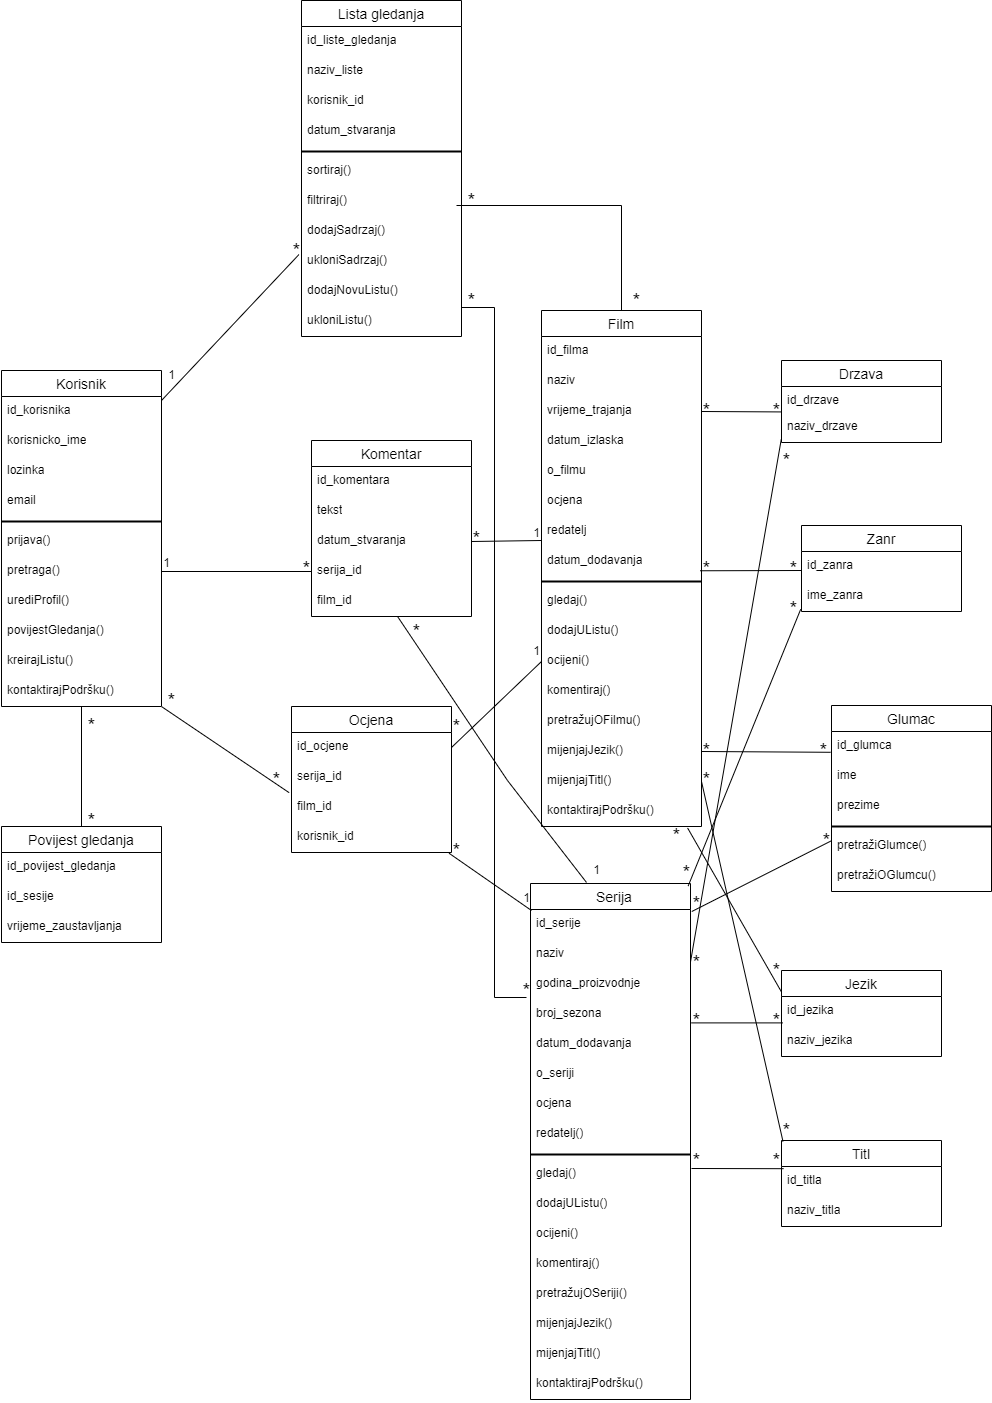 Lista gledanja
id_liste_gledanja
naziv_liste
korisnik_id
datum_stvaranja
sortiraj()
filtriraj()
dodajSadrzaj()
ukloniSadrzaj()
dodajNovuListu()
ukloniListu()
*
*
*
*
1
Korisnik
id_korisnika
korisnicko_ime
lozinka
email
prijava()
pretraga()
urediProfil()
povijestGledanja()
kreirajListu()
kontaktirajPodršku()
1
*
*
*
*
*
Komentar
id_komentara
tekst
datum_stvaranja
serija_id
film_id
*
1
*
1
Ocjena
id_ocjene
serija_id
film_id
korisnik_id
*
1
*
1
Povijest gledanja
id_povijest_gledanja
id_sesije
vrijeme_zaustavljanja
Film
id_filma
naziv
vrijeme_trajanja
datum_izlaska
o_filmu
ocjena
redatelj
datum_dodavanja
gledaj()
dodajUListu()
ocijeni()
komentiraj()
pretražujOFilmu()
mijenjajJezik()
mijenjajTitl()
kontaktirajPodršku()
*
*
*
*
*
*
*
*
*
*
Drzava
id_drzave
naziv_drzave
*
Zanr
id_zanra
ime_zanra
*
Glumac
id_glumca
ime
prezime
pretražiGlumce()
pretražiOGlumcu()
*
Serija
id_serije
naziv
godina_proizvodnje
broj_sezona
datum_dodavanja
o_seriji
ocjena
redatelj()
gledaj()
dodajUListu()
ocijeni()
komentiraj()
pretražujOSeriji()
mijenjajJezik()
mijenjajTitl()
kontaktirajPodršku()
*
*
*
*
*
*
*
*
Jezik
id_jezika
naziv_jezika
Titl
id_titla
naziv_titla